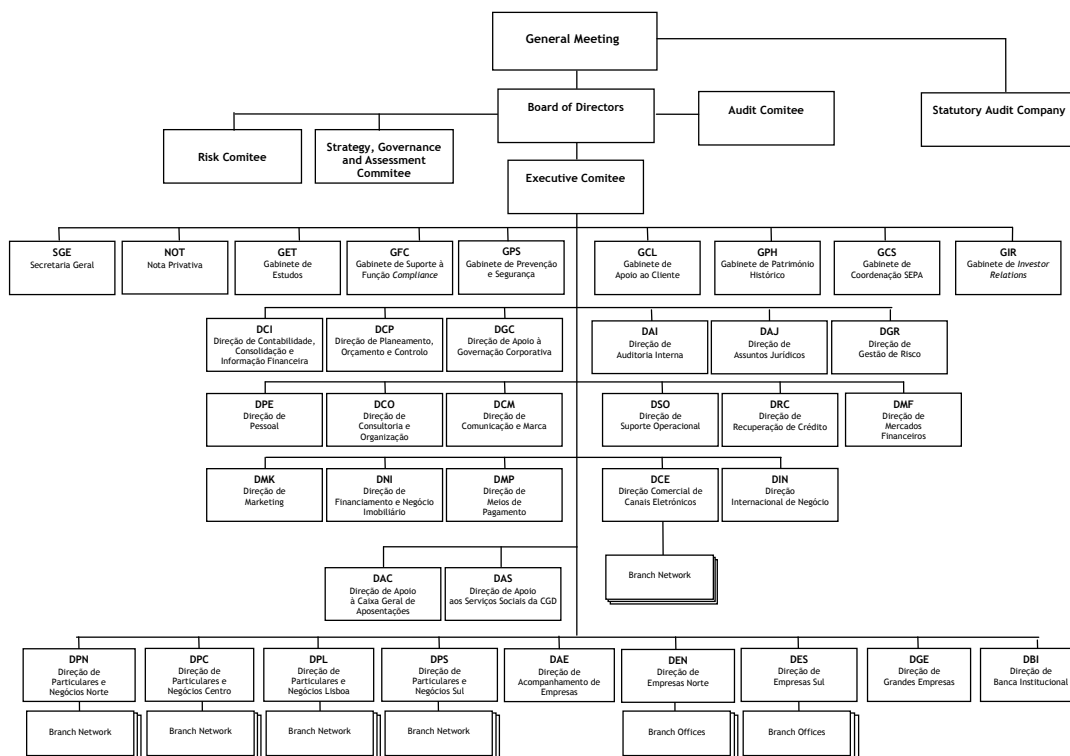 General Meeting
Board of Directors
Audit Comitee
Statutory Audit Company
Risk Comitee
Strategy, Governance
and Assessment
Commitee
Executive Comitee
SGE
Secretaria Geral
NOT
Nota Privativa
GET
Gabinete de
Estudos
GFC
Gabinete de Suporte à
Função Compliance
GPS
Gabinete de Prevenção
e Segurança
GCL
Gabinete de
Apoio ao Cliente
GPH
Gabinete de Património
Histórico
GCS
Gabinete de
Coordenação SEPA
GIR
Gabinete de Investor
Relations
DCI
Direção de Contabilidade,
Consolidação e
Informação Financeira
DCP
Direção de Planeamento,
Orçamento e Controlo
DGC
Direção de Apoio à
Governação Corporativa
DAI
Direção de
Auditoria Interna
DAJ
Direção de
Assuntos Jurídicos
DGR
Direção de
Gestão de Risco
DPE
Direção de
Pessoal
DCO
Direção de
Consultoria e
Organização
DCM
Direção de
Comunicação e Marca
DSO
Direção de
Suporte Operacional
DRC
Direção de
Recuperação de Crédito
DMF
Direção de
Mercados
Financeiros
DMK
Direção de
Marketing
DNI
Direção de
Financiamento e Negócio
Imobiliário
DMP
Direção de
Meios de
Pagamento
DCE
Direção Comercial de
Canais Eletrónicos
DIN
Direção
Internacional de Negócio
Branch Network
DAC
Direção de Apoio
à Caixa Geral de
Aposentações
DAS
Direção de Apoio
aos Serviços Sociais da CGD
DPN
Direção de
Particulares e
Negócios Norte
DPC
Direção de
Particulares e
Negócios Centro
DPL
Direção de
Particulares e
Negócios Lisboa
DPS
Direção de
Particulares e
Negócios Sul
DAE
Direção de
Acompanhamento de
Empresas
DEN
Direção de
Empresas Norte
DES
Direção de
Empresas Sul
DGE
Direção de
Grandes Empresas
DBI
Direção de
Banca Institucional
Branch Network
Branch Network
Branch Network
Branch Network
Branch Offices
Branch Offices